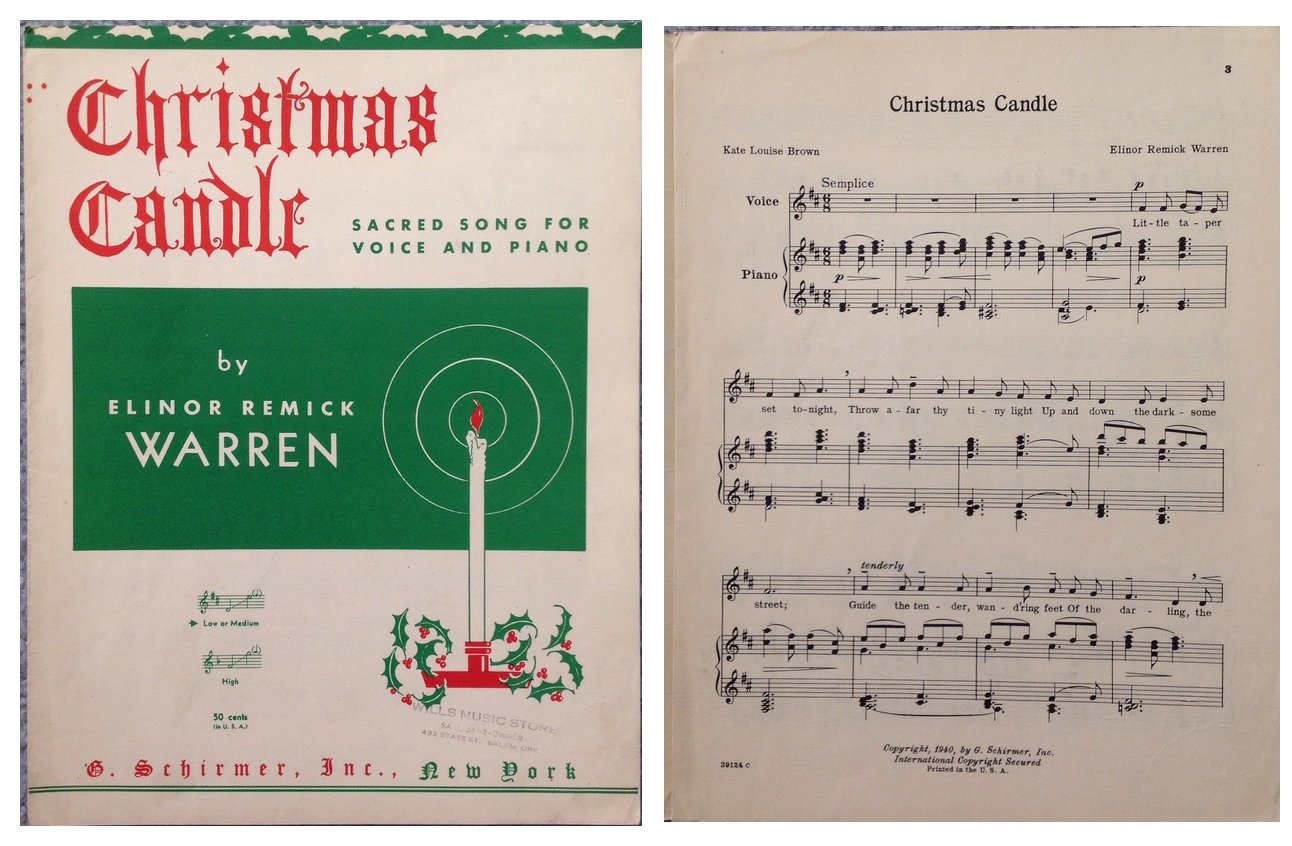 Christmas
Candle
SACRED SONG FOR
VOICE AND PIANO
by
ELINOR REMICK
WARREN
Low or Medium
High
50 cents
(In U. S. A.)
WILLS MUSIC STORE
JANZ-OWNER
432 STATE ST., SALEM, ORE
G. Schirmer, Inc., New York
3
Christmas Candle
Kate Louise Brown
Elinor Remick Warren
Semplice
p
Voice
Lit-tle ta-per
Piano
p p
set to-night, Throw a-far thy ti-ny light Up and down the dark-some
tenderly
street; Guide the ten-der, wan-d'ring feet Of the dar-ling, the
Copyright, 1940, by G. Schirmer, Inc.
International Copyright Secured
Printed in the U. S. A.
39124 C